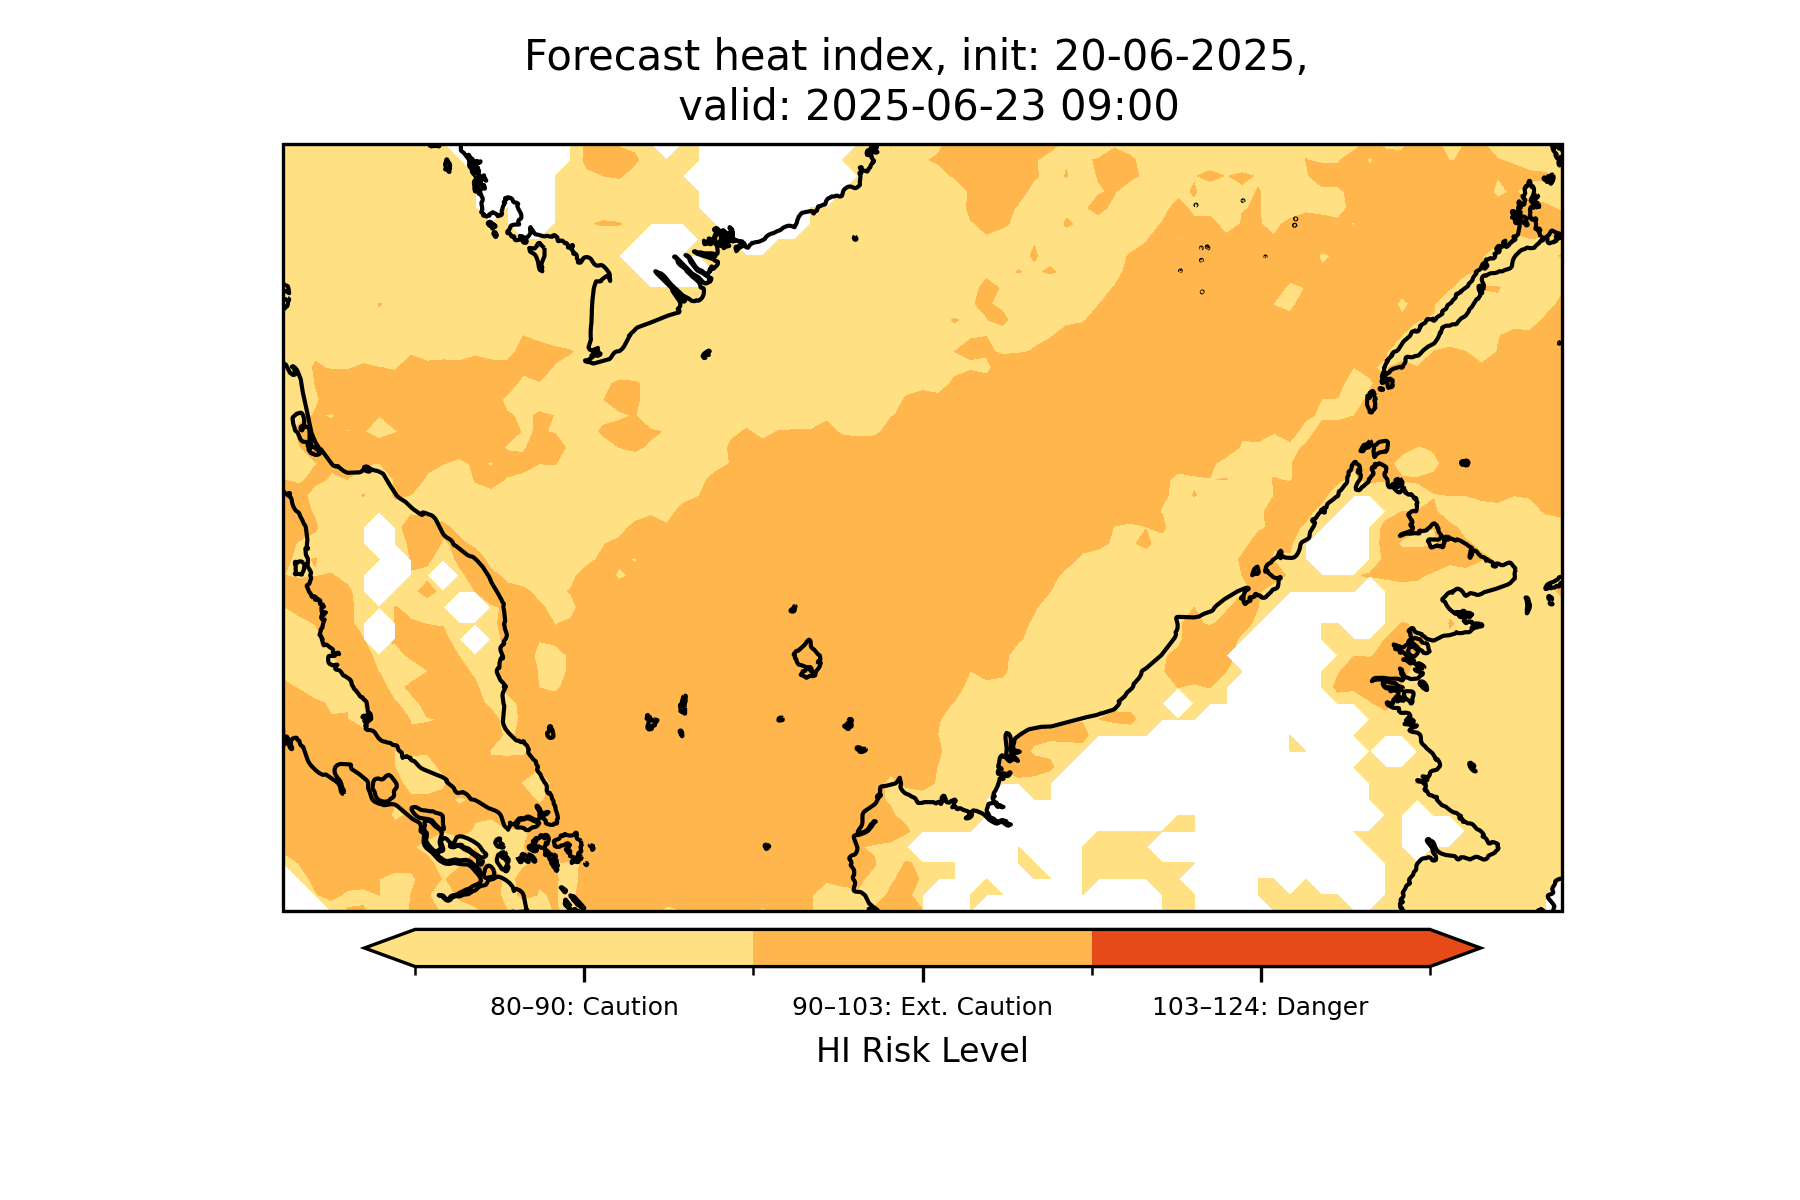 Forecast heat index, init: 20-06-2025,
valid: 2025-06-23 09:00
80–90: Caution
90–103: Ext. Caution
103–124: Danger
HI Risk Level